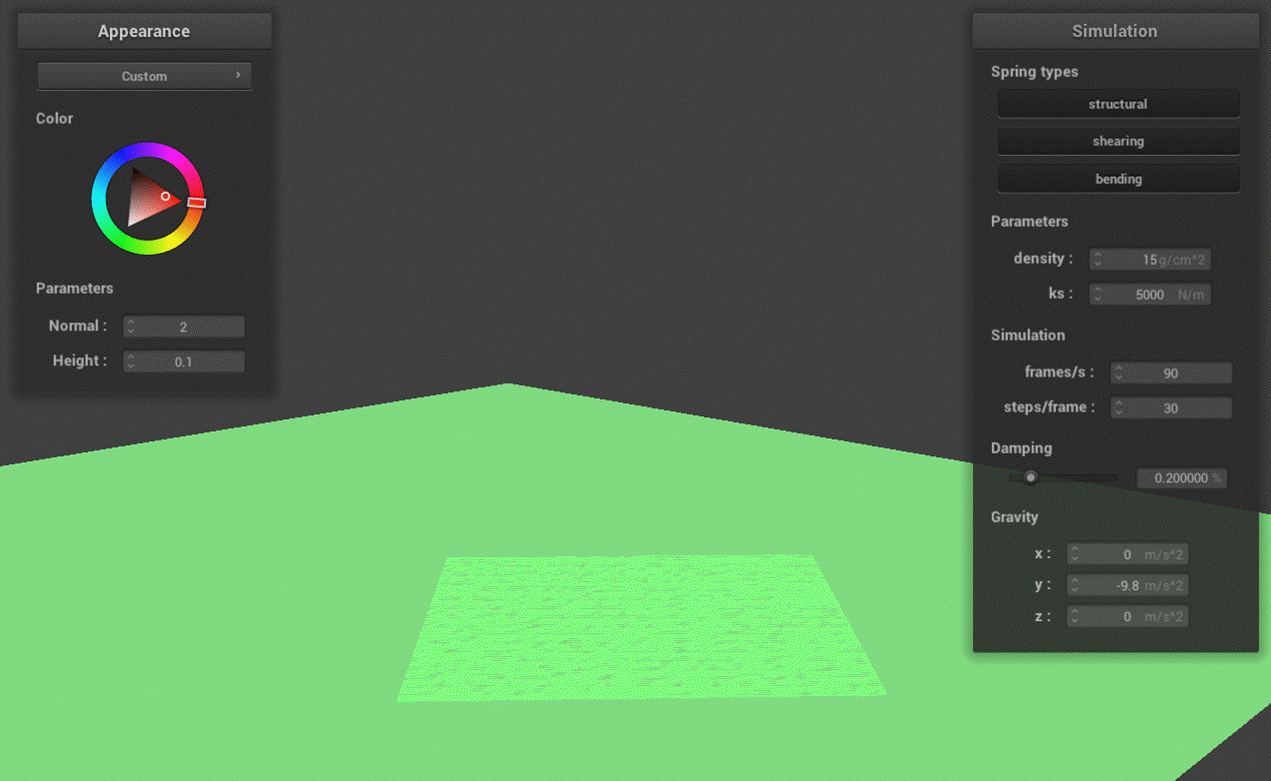 Appearance
Custom
Color
Parameters
Normal : 2
Height : 0.1
Simulation
Spring types
structural
shearing
bending
Parameters
density : 15 g/cm^2
ks : 5000 N/m
Simulation
frames/s : 90
steps/frame : 30
Damping
0.200000 %
Gravity
x : 0 m/s^2
y : -9.8 m/s^2
z : 0 m/s^2